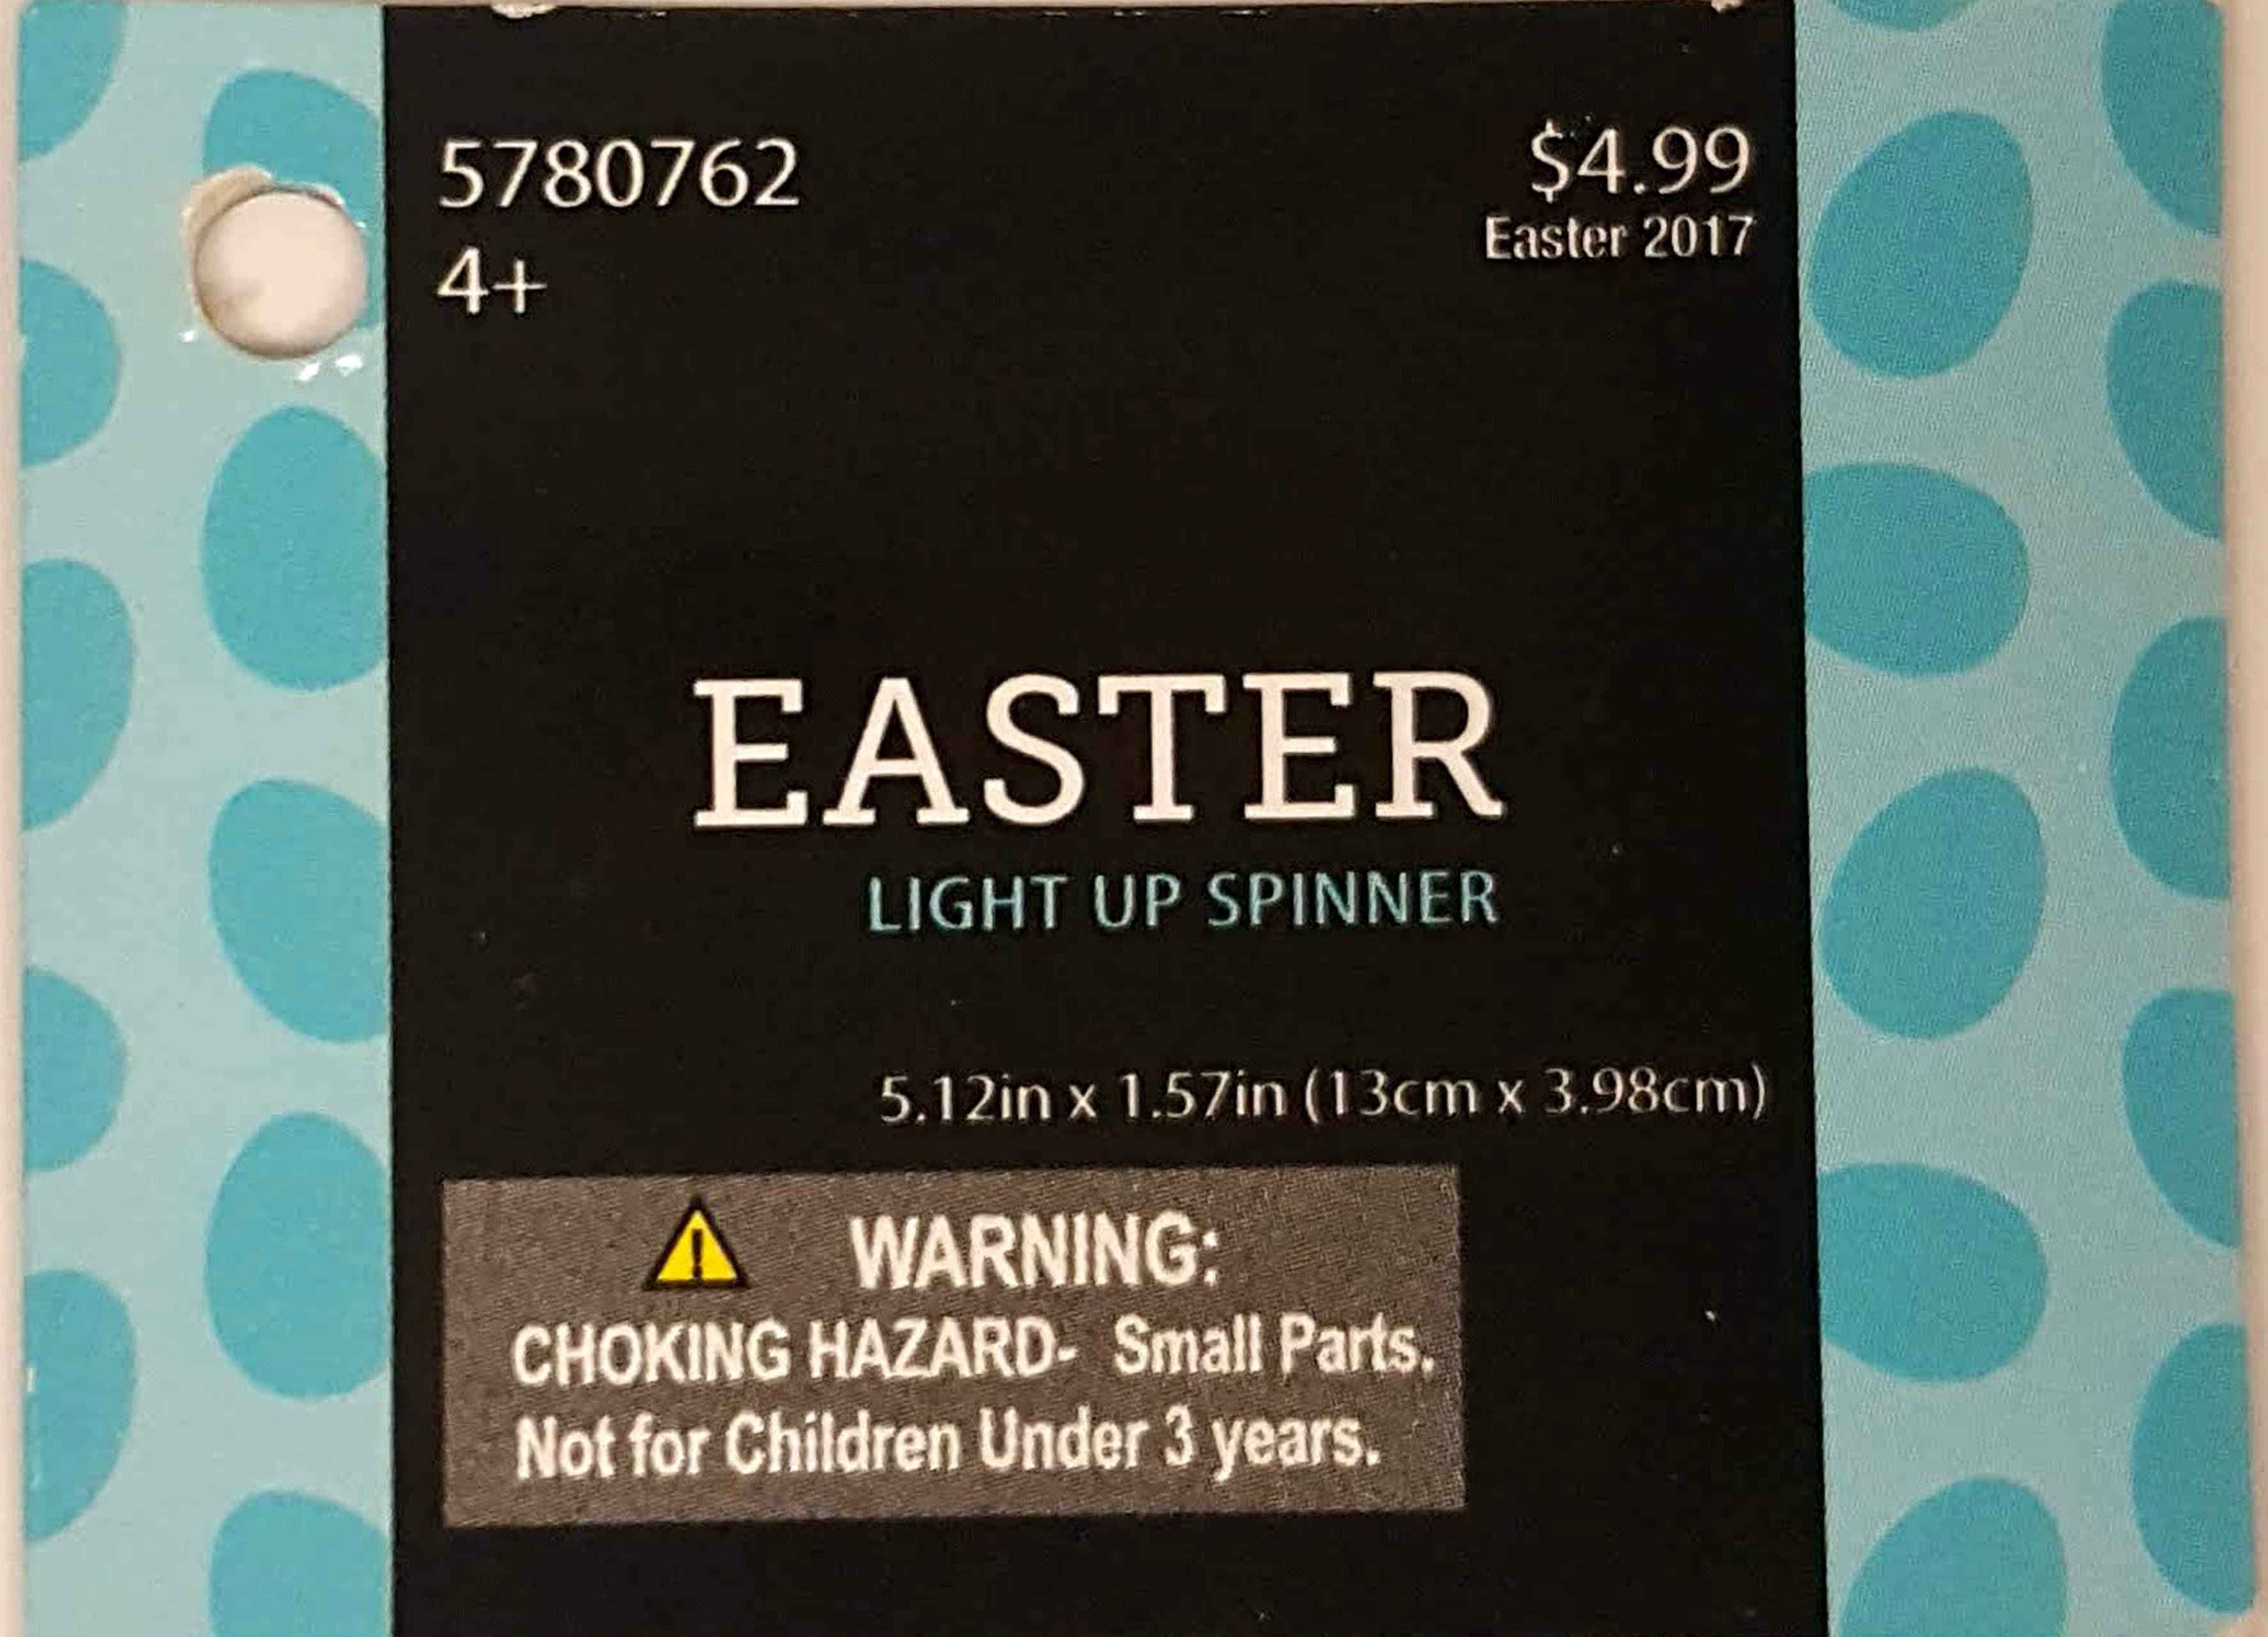 5780762
$4.99
4+
Easter 2017
EASTER
LIGHT UP SPINNER
5.12in x 1.57in (13cm x 3.98cm)
WARNING:
CHOKING HAZARD- Small Parts.
Not for Children Under 3 years.